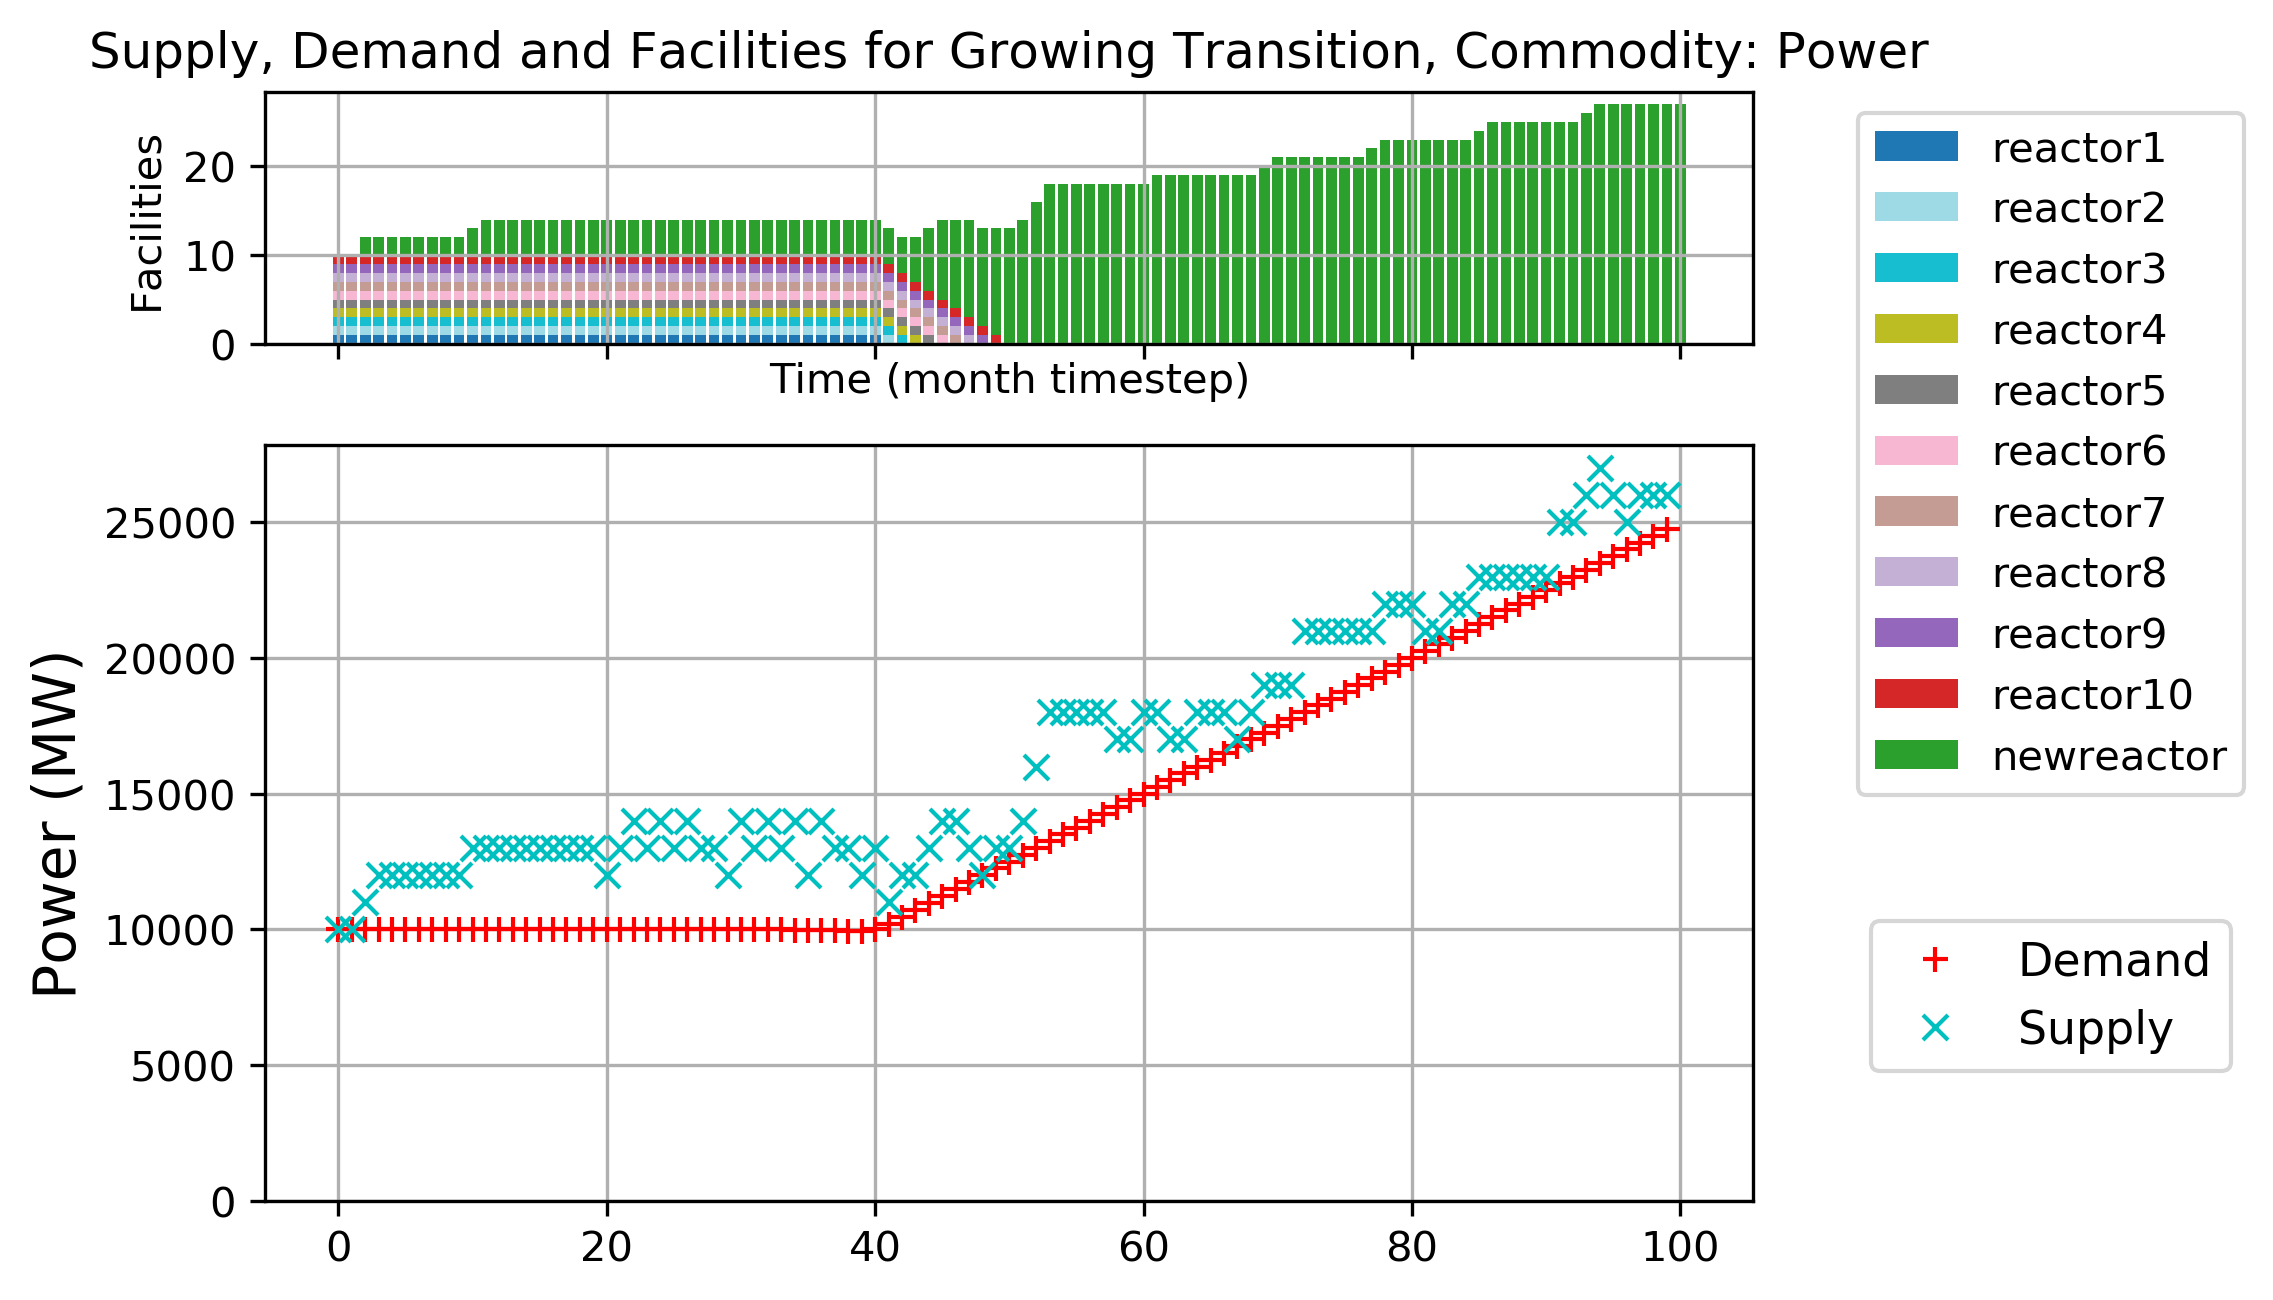 Supply, Demand and Facilities for Growing Transition, Commodity: Power
Facilities
20
10
0
Time (month timestep)
reactor1
reactor2
reactor3
reactor4
reactor5
reactor6
reactor7
reactor8
reactor9
reactor10
newreactor
Power (MW)
25000
20000
15000
10000
5000
0
0 20 40 60 80 100
Demand
Supply